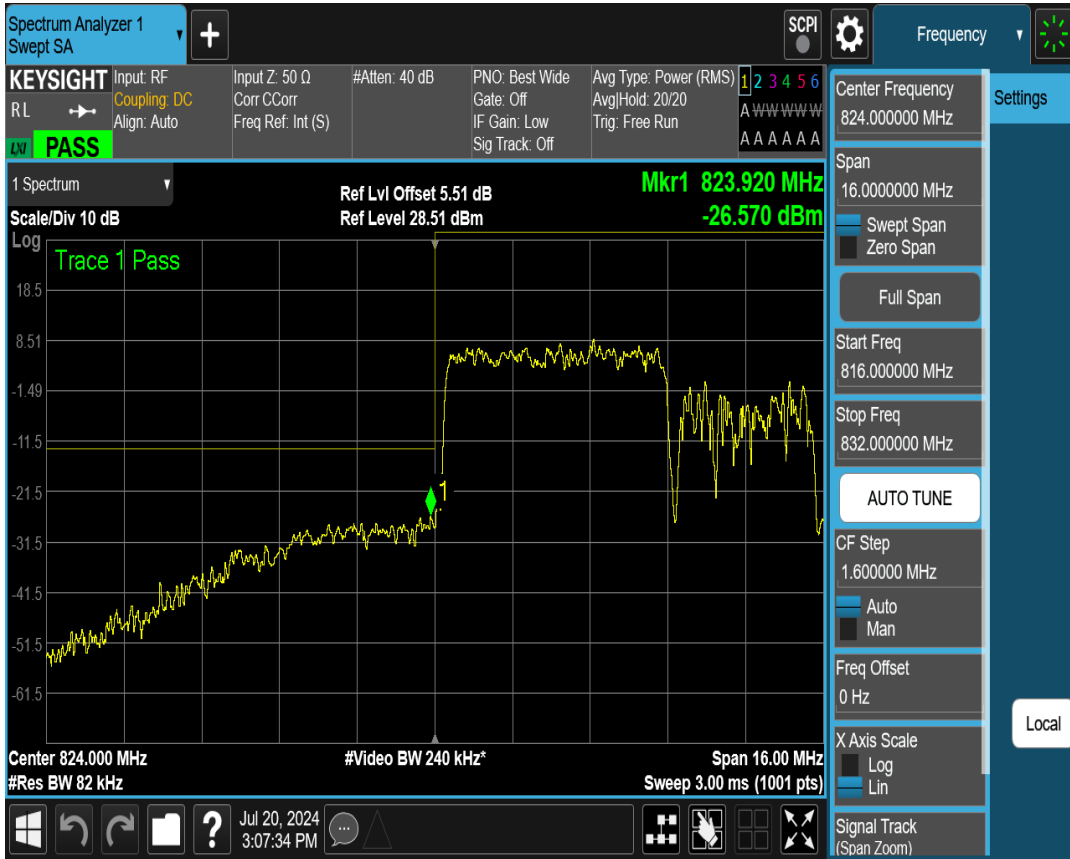 Spectrum Analyzer 1
Swept SA
+
SCPI
Frequency
KEYSIGHT
RL
LXI PASS
Input: RF
Coupling: DC
Align: Auto
Input Z: 50 Ω
Corr CCorr
Freq Ref: Int (S)
#Atten: 40 dB
PNO: Best Wide
Gate: Off
IF Gain: Low
Sig Track: Off
Avg Type: Power (RMS)
Avg|Hold: 20/20
Trig: Free Run
1 2 3 4 5 6
A W W W W W
A A A A A A
1 Spectrum
Scale/Div 10 dB
Ref Lvl Offset 5.51 dB
Ref Level 28.51 dBm
Mkr1 823.920 MHz
-26.570 dBm
Log
Trace 1 Pass
18.5
8.51
-1.49
-11.5
-21.5
-31.5
-41.5
-51.5
-61.5
1
Center 824.000 MHz
#Video BW 240 kHz*
Span 16.00 MHz
#Res BW 82 kHz
Sweep 3.00 ms (1001 pts)
Center Frequency
824.000000 MHz
Span
16.0000000 MHz
Swept Span
Zero Span
Full Span
Start Freq
816.000000 MHz
Stop Freq
832.000000 MHz
AUTO TUNE
CF Step
1.600000 MHz
Auto
Man
Freq Offset
0 Hz
X Axis Scale
Log
Lin
Signal Track
(Span Zoom)
Settings
Local
?
Jul 20, 2024
3:07:34 PM